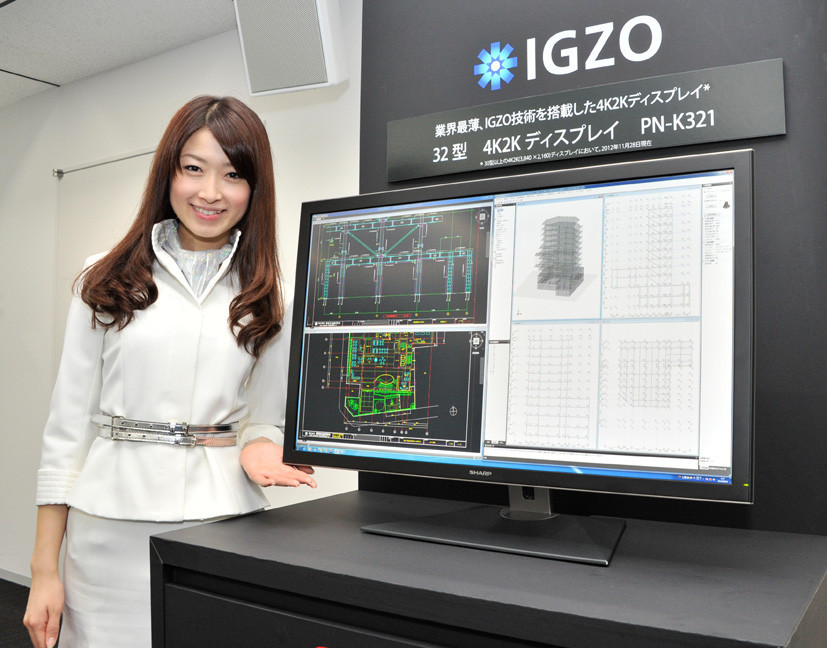 IGZO
業界最薄、IGZO技術を搭載した4K2Kディスプレイ*
32型 4K2K ディスプレイ PN-K321
* 30型以上の4K2K(3,840×2,160)ディスプレイにおいて。2012年11月28日現在
SHARP